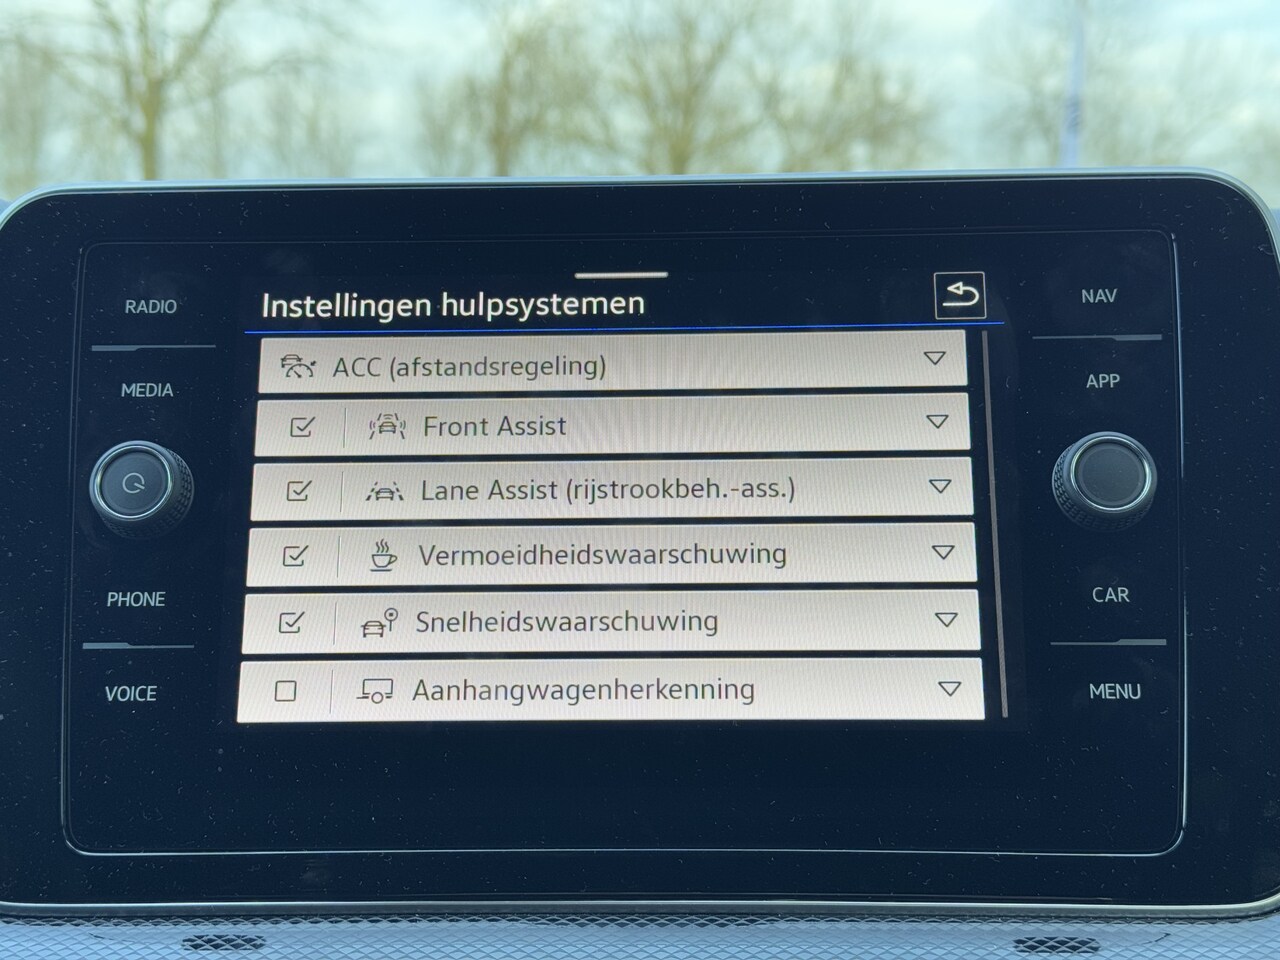 RADIO
MEDIA
PHONE
VOICE
Instellingen hulpsystemen
ACC (afstandsregeling)
Front Assist
Lane Assist (rijstrookbeh.-ass.)
Vermoeidheidswaarschuwing
Snelheidswaarschuwing
Aanhangwagenherkenning
NAV
APP
CAR
MENU